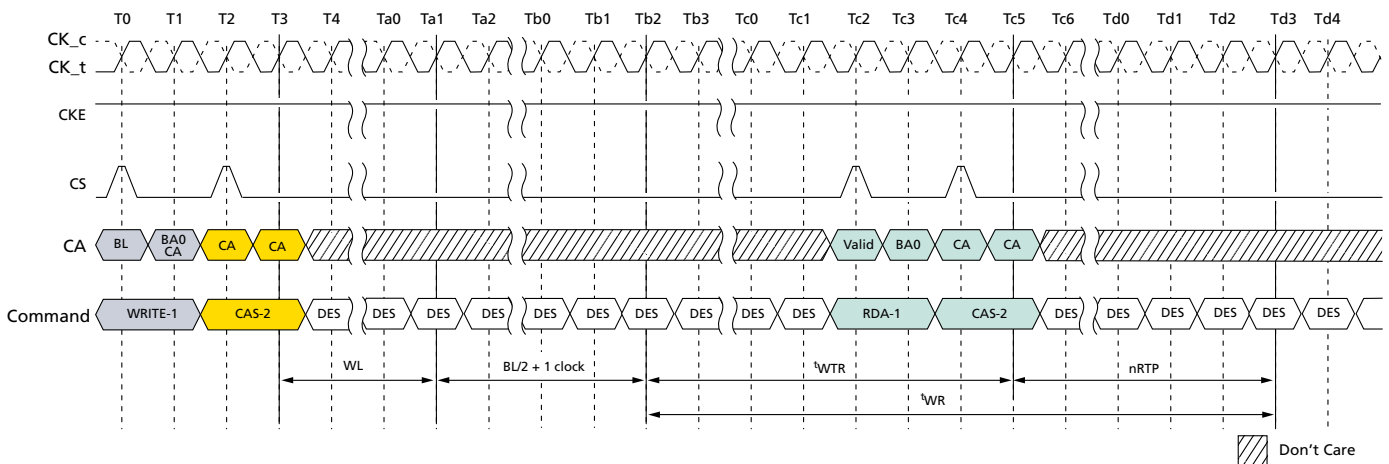 T0 T1 T2 T3 T4 Ta0 Ta1 Ta2 Tb0 Tb1 Tb2 Tb3 Tc0 Tc1 Tc2 Tc3 Tc4 Tc5 Tc6 Td0 Td1 Td2 Td3 Td4
CK_c
CK_t
CKE
CS
CA BL BA0 CA CA CA Valid BA0 CA CA
Command WRITE-1 CAS-2 DES DES DES DES DES DES DES DES DES DES RDA-1 CAS-2 DES DES DES DES DES DES
WL BL/2 + 1 clock tWTR nRTP
tWR
Don't Care